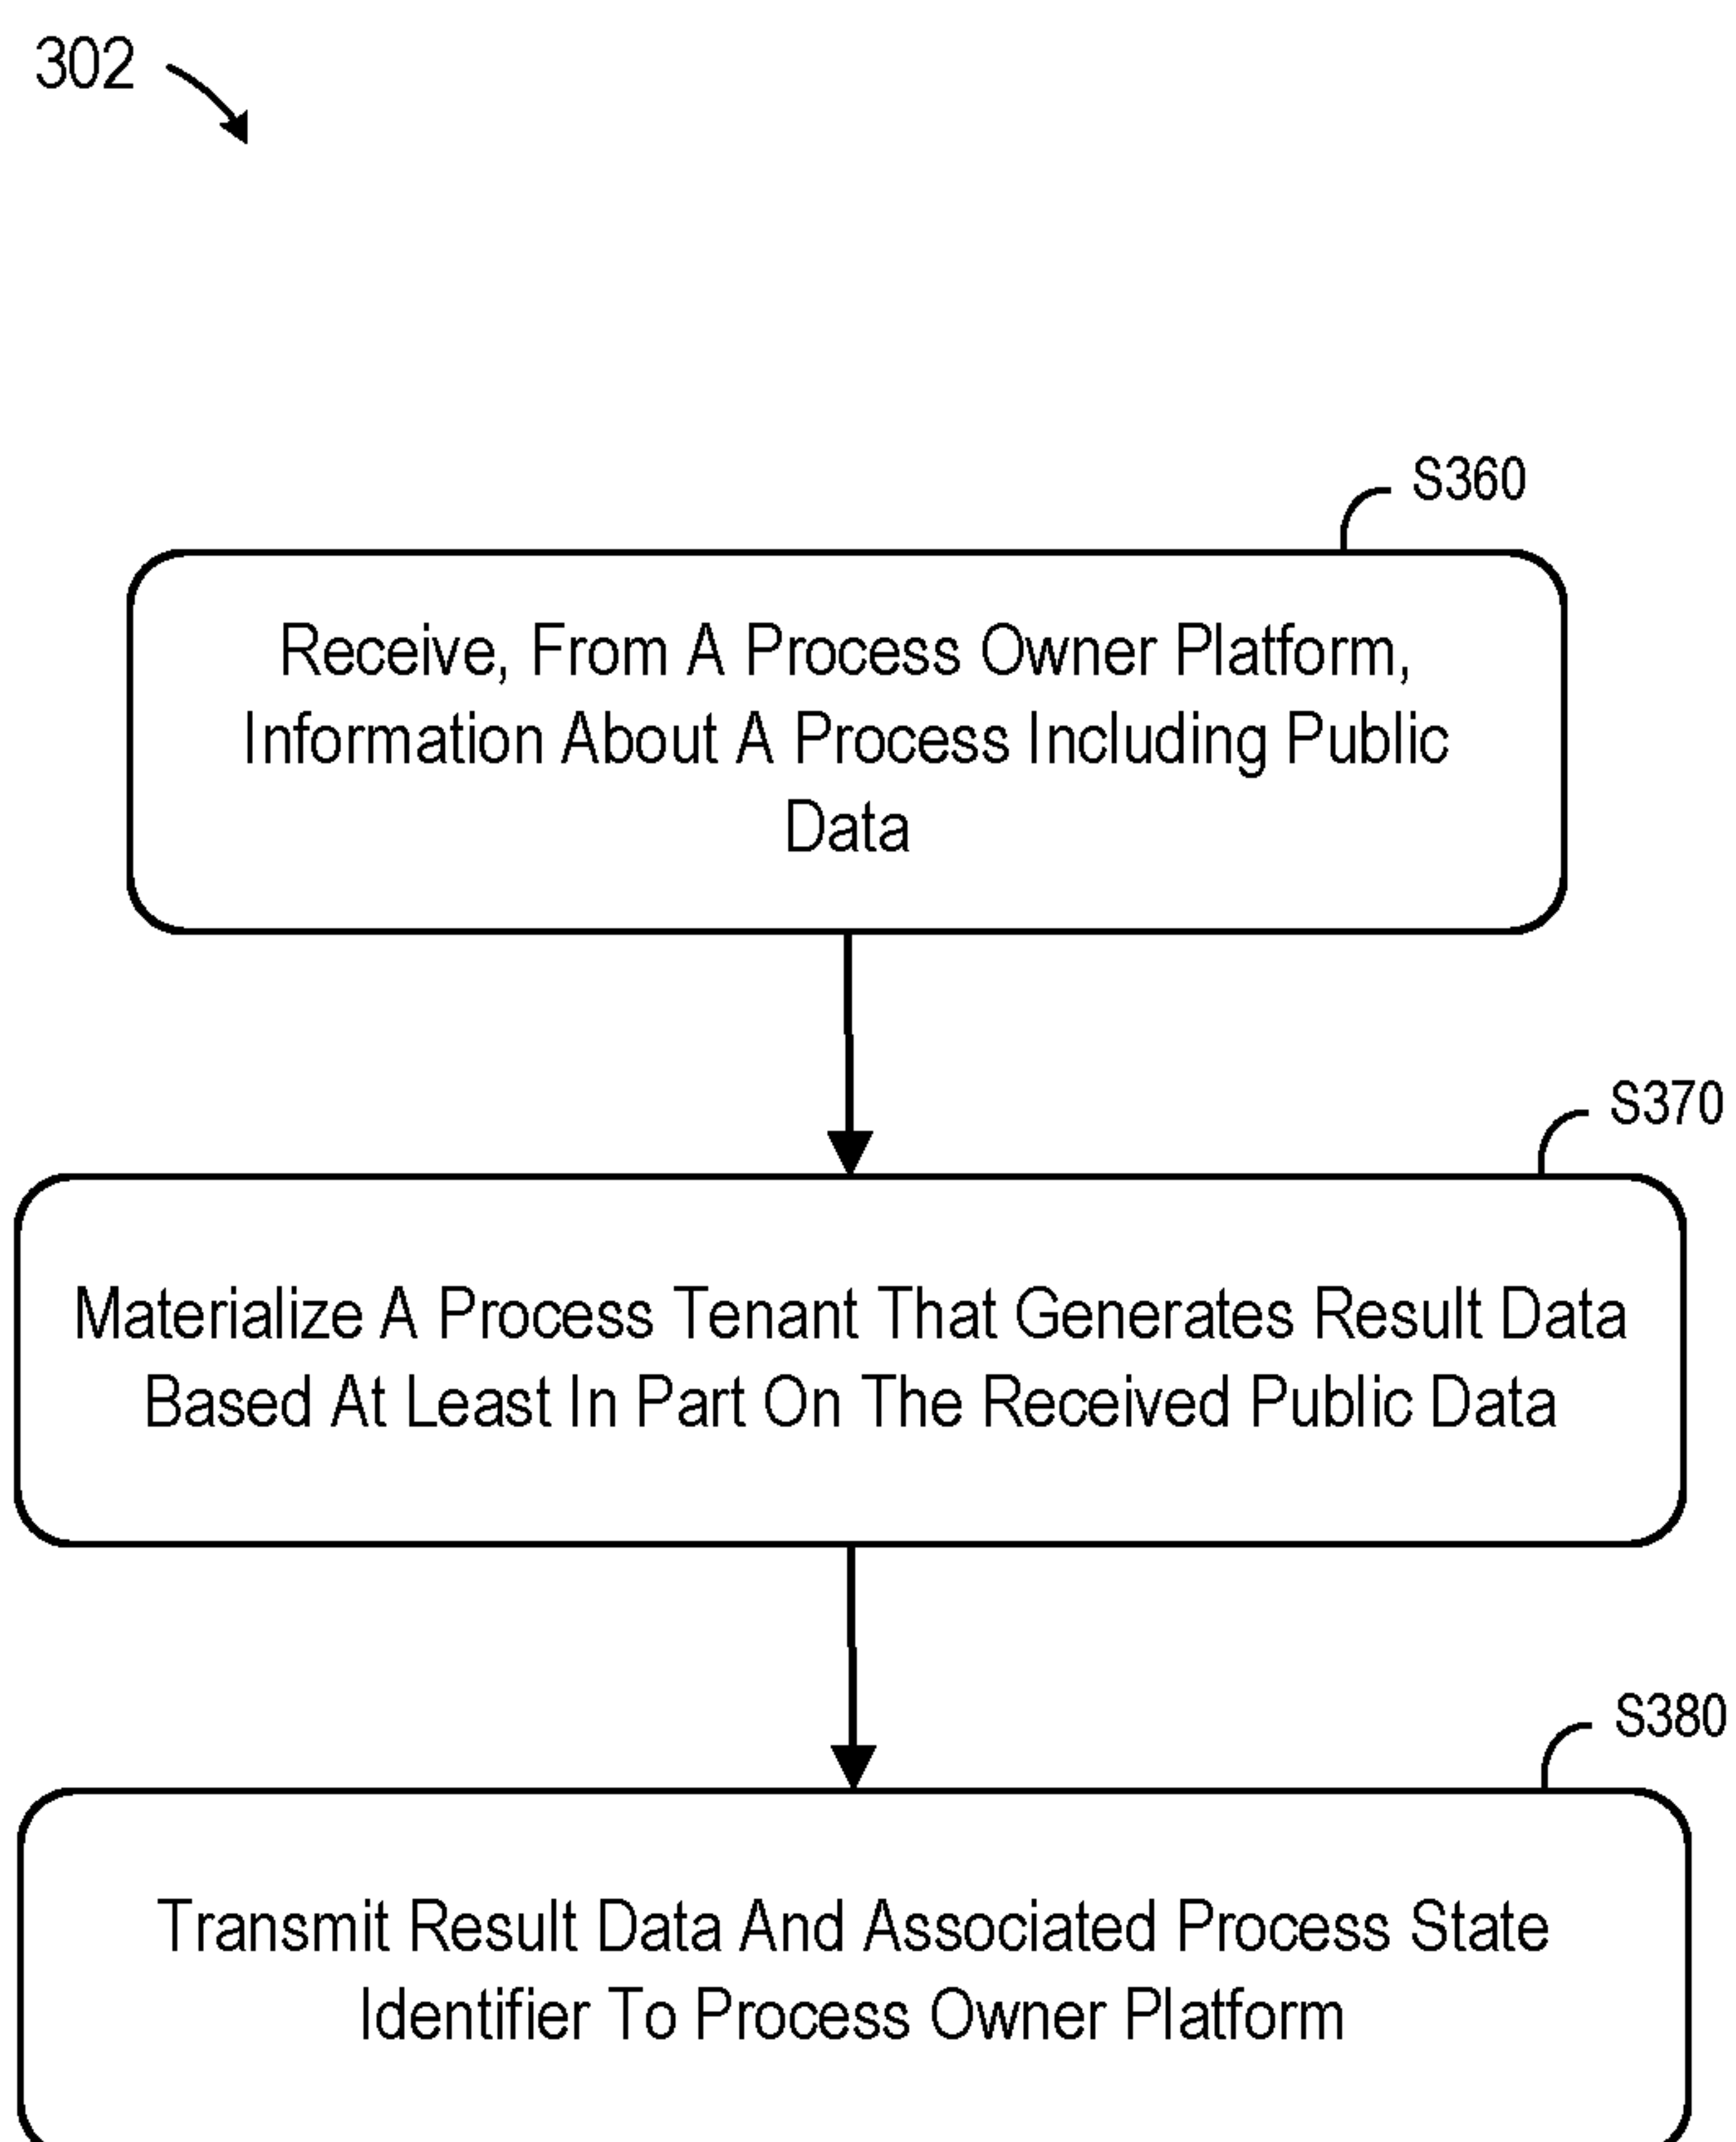 302
S360
Receive, From A Process Owner Platform,
Information About A Process Including Public
Data
S370
Materialize A Process Tenant That Generates Result Data
Based At Least In Part On The Received Public Data
S380
Transmit Result Data And Associated Process State
Identifier To Process Owner Platform